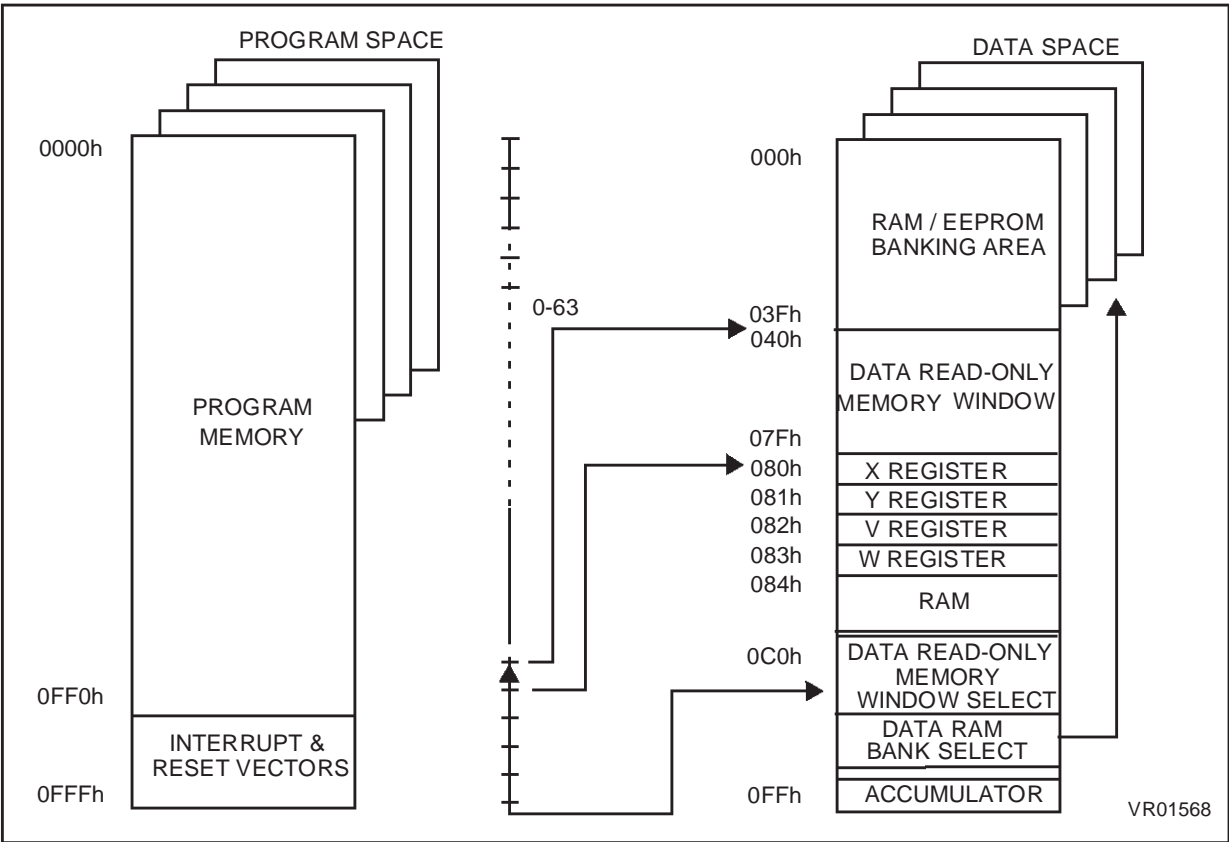 PROGRAM SPACE
0000h
PROGRAM
MEMORY
0FF0h
INTERRUPT &
RESET VECTORS
0FFFh
0-63
DATA SPACE
000h
RAM / EEPROM
BANKING AREA
03Fh
040h
DATA READ-ONLY
MEMORY WINDOW
07Fh
080h
X REGISTER
081h
Y REGISTER
082h
V REGISTER
083h
W REGISTER
084h
RAM
0C0h
DATA READ-ONLY
MEMORY
WINDOW SELECT
DATA RAM
BANK SELECT
0FFh
ACCUMULATOR
VR01568